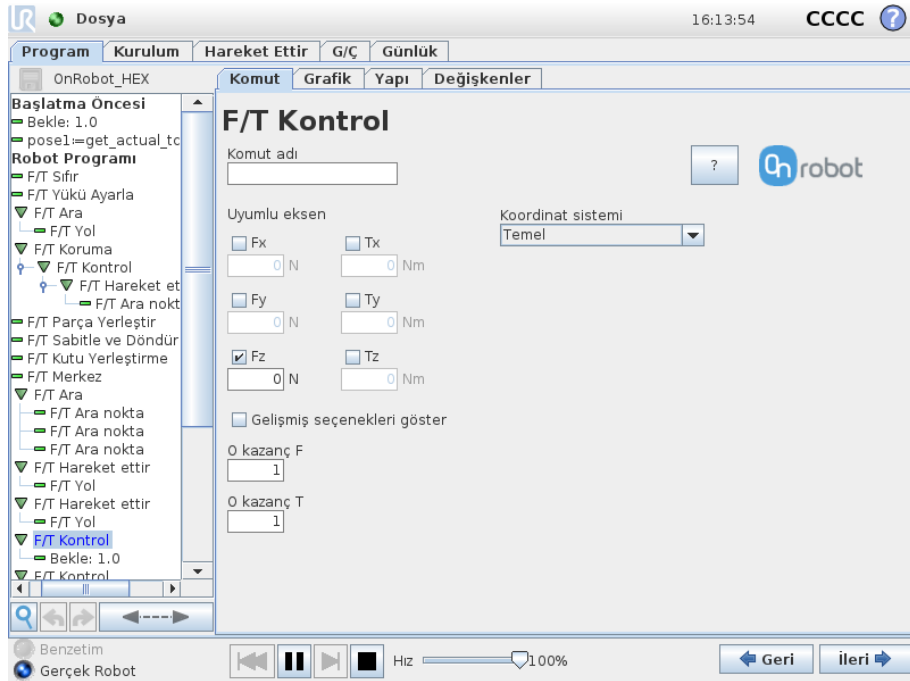 Dosya
16:13:54
CCCC
?
Program
Kurulum
Hareket Ettir
G/Ç
Günlük
OnRobot_HEX
Komut
Grafik
Yapı
Değişkenler
Başlatma Öncesi
Bekle: 1.0
pose1:=get_actual_tc
Robot Programı
F/T Sıfır
F/T Yükü Ayarla
F/T Ara
F/T Yol
F/T Koruma
F/T Kontrol
F/T Hareket et
F/T Ara nokt
F/T Parça Yerleştir
F/T Sabitle ve Döndür
F/T Kutu Yerleştirme
F/T Merkez
F/T Ara
F/T Ara nokta
F/T Ara nokta
F/T Ara nokta
F/T Hareket ettir
F/T Yol
F/T Hareket ettir
F/T Yol
F/T Kontrol
Bekle: 1.0
F/T Kontrol
F/T Kontrol
Komut adı
?
On robot
Uyumlu eksen
Koordinat sistemi
Temel
Fx
Tx
0 N
0 Nm
Fy
Ty
0 N
0 Nm
Fz
Tz
0 N
0 Nm
Gelişmiş seçenekleri göster
O kazanç F
1
O kazanç T
1
Benzetim
Gerçek Robot
Hız
100%
Geri
İleri